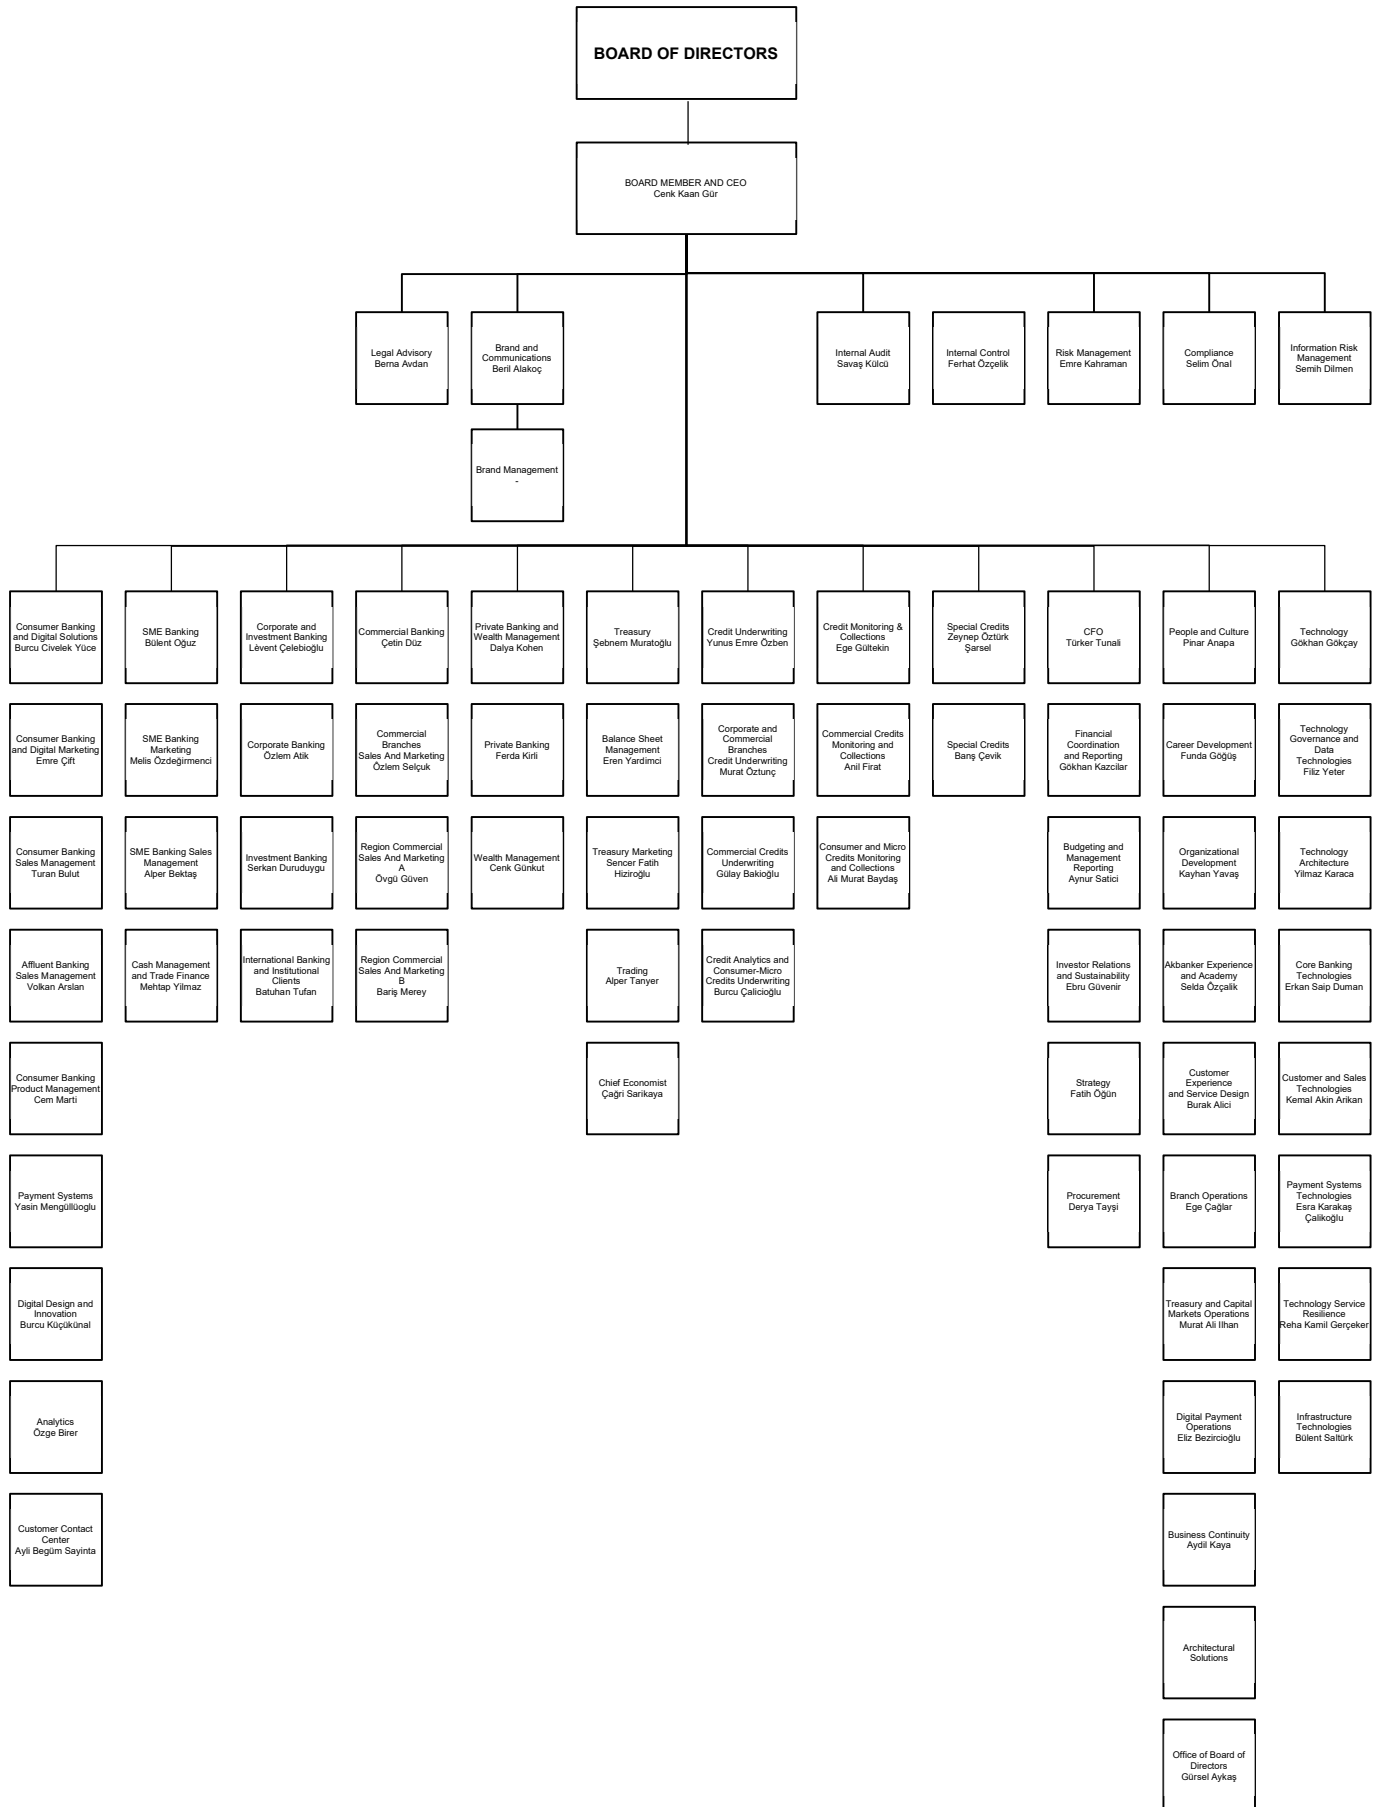 BOARD OF DIRECTORS
BOARD MEMBER AND CEO
Cenk Kaan Gür
Legal Advisory
Berna Avdan
Brand and
Communications
Beril Alakoç
Internal Audit
Savaş Külcü
Internal Control
Ferhat Özçelik
Risk Management
Emre Kahraman
Compliance
Selim Önal
Information Risk
Management
Semih Dilmen
Brand Management
-
Consumer Banking
and Digital Solutions
Burcu Civelek Yüce
SME Banking
Bülent Oğuz
Corporate and
Investment Banking
Lèvent Çelebioğlu
Commercial Banking
Çetin Düz
Private Banking and
Wealth Management
Dalya Kohen
Treasury
Şebnem Muratoğlu
Credit Underwriting
Yunus Emre Özben
Credit Monitoring &
Collections
Ege Gültekin
Special Credits
Zeynep Öztürk
Şarsel
CFO
Türker Tunali
People and Culture
Pinar Anapa
Technology
Gökhan Gökçay
Consumer Banking
and Digital Marketing
Emre Çift
SME Banking
Marketing
Melis Özdeğirmenci
Corporate Banking
Özlem Atik
Commercial
Branches
Sales And Marketing
Özlem Selçuk
Private Banking
Ferda Kirli
Balance Sheet
Management
Eren Yardimci
Corporate and
Commercial
Branches
Credit Underwriting
Murat Öztunç
Commercial Credits
Monitoring and
Collections
Anil Firat
Special Credits
Banş Çevik
Financial
Coordination
and Reporting
Gökhan Kazcilar
Career Development
Funda Göğüş
Technology
Governance and
Data
Technologies
Filiz Yeter
Consumer Banking
Sales Management
Turan Bulut
SME Banking Sales
Management
Alper Bektaş
Investment Banking
Serkan Duruduygu
Region Commercial
Sales And Marketing
A
Övgü Güven
Wealth Management
Cenk Günkut
Treasury Marketing
Sencer Fatih
Hiziroğlu
Commercial Credits
Underwriting
Gülay Bakioğlu
Consumer and Micro
Credits Monitoring
and Collections
Ali Murat Baydaş
Budgeting and
Management
Reporting
Aynur Satici
Organizational
Development
Kayhan Yavaş
Technology
Architecture
Yilmaz Karaca
Affluent Banking
Sales Management
Volkan Arslan
Cash Management
and Trade Finance
Mehtap Yilmaz
International Banking
and Institutional
Clients
Batuhan Tufan
Region Commercial
Sales And Marketing
B
Bariş Merey
Trading
Alper Tanyer
Credit Analytics and
Consumer-Micro
Credits Underwriting
Burcu Çalicioğlu
Investor Relations
and Sustainability
Ebru Güvenir
Akbanker Experience
and Academy
Selda Özçalik
Core Banking
Technologies
Erkan Saip Duman
Consumer Banking
Product Management
Cem Marti
Chief Economist
Çağri Sarikaya
Strategy
Fatih Öğün
Customer
Experience
and Service Design
Burak Alici
Customer and Sales
Technologies
Kemal Akin Arikan
Payment Systems
Yasin Mengüllüoglu
Procurement
Derya Tayşi
Branch Operations
Ege Çağlar
Payment Systems
Technologies
Esra Karakaş
Çalikoğlu
Digital Design and
Innovation
Burcu Küçükünal
Treasury and Capital
Markets Operations
Murat Ali Ilhan
Technology Service
Resilience
Reha Kamil Gerçeker
Analytics
Özge Birer
Digital Payment
Operations
Eliz Bezircioğlu
Infrastructure
Technologies
Bülent Saltürk
Customer Contact
Center
Ayli Begüm Sayinta
Business Continuity
Aydil Kaya
Architectural
Solutions
Office of Board of
Directors
Gürsel Aykaş